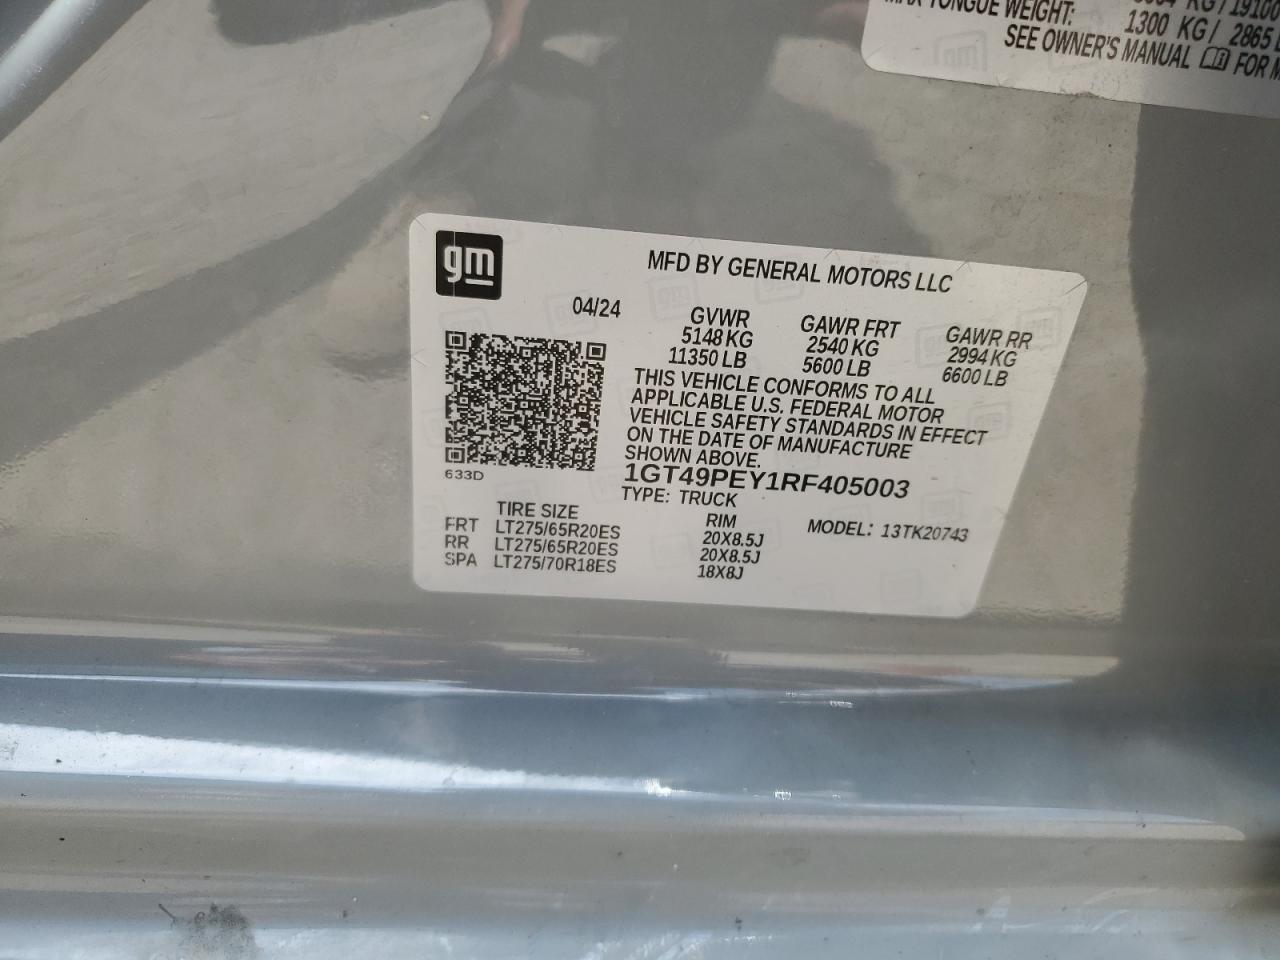 KG / 19100
MAX TONGUE WEIGHT: 1300 KG / 2865
SEE OWNER'S MANUAL FOR
gm
MFD BY GENERAL MOTORS LLC
04/24
GVWR GAWR FRT GAWR RR
5148 KG 2540 KG 2994 KG
11350 LB 5600 LB 6600 LB
THIS VEHICLE CONFORMS TO ALL
APPLICABLE U.S. FEDERAL MOTOR
VEHICLE SAFETY STANDARDS IN EFFECT
ON THE DATE OF MANUFACTURE
SHOWN ABOVE.
633D
1GT49PEY1RF405003
TYPE: TRUCK
TIRE SIZE RIM MODEL: 13TK20743
FRT LT275/65R20ES 20X8.5J
RR LT275/65R20ES 20X8.5J
SPA LT275/70R18ES 18X8J